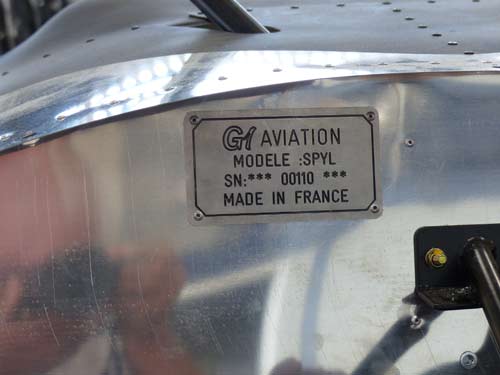 G1 AVIATION
MODELE :SPYL
SN:*** 00110 ***
MADE IN FRANCE